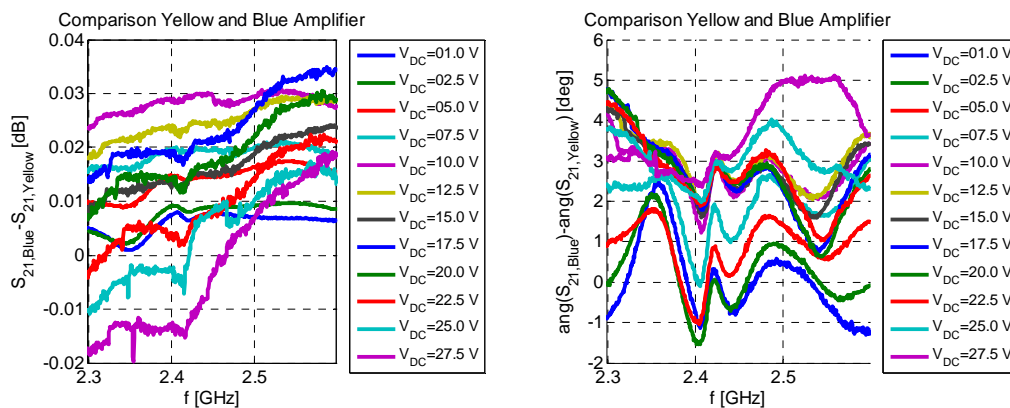 Comparison Yellow and Blue Amplifier
S21,Blue-S21,Yellow [dB]
0.04
0.03
0.02
0.01
0
-0.01
-0.02
2.3
2.4
2.5
f [GHz]
VDC=01.0 V
VDC=02.5 V
VDC=05.0 V
VDC=07.5 V
VDC=10.0 V
VDC=12.5 V
VDC=15.0 V
VDC=17.5 V
VDC=20.0 V
VDC=22.5 V
VDC=25.0 V
VDC=27.5 V
Comparison Yellow and Blue Amplifier
ang(S21,Blue)-ang(S21,Yellow) [deg]
6
5
4
3
2
1
0
-1
-2
2.3
2.4
2.5
f [GHz]
VDC=01.0 V
VDC=02.5 V
VDC=05.0 V
VDC=07.5 V
VDC=10.0 V
VDC=12.5 V
VDC=15.0 V
VDC=17.5 V
VDC=20.0 V
VDC=22.5 V
VDC=25.0 V
VDC=27.5 V